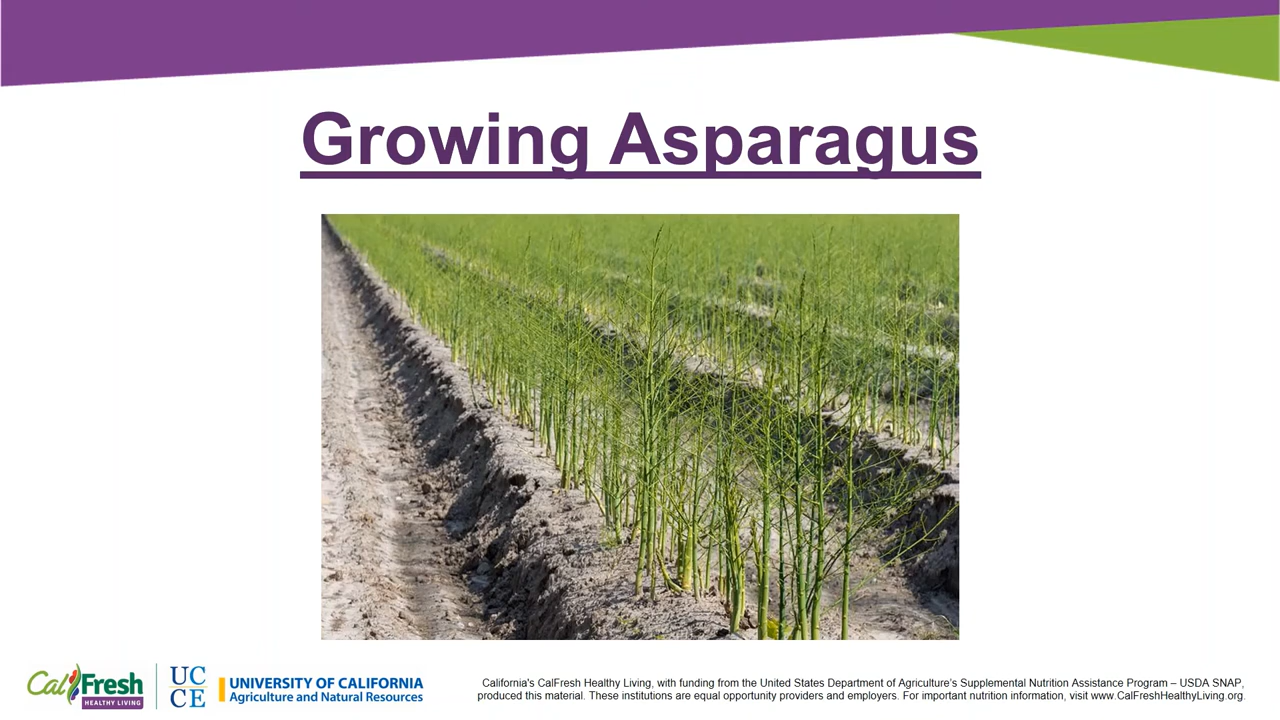 Growing Asparagus
CalFresh
HEALTHY LIVING
UC
CE
UNIVERSITY OF CALIFORNIA
Agriculture and Natural Resources
California's CalFresh Healthy Living, with funding from the United States Department of Agriculture's Supplemental Nutrition Assistance Program – USDA SNAP,
produced this material. These institutions are equal opportunity providers and employers. For important nutrition information, visit www.CalFreshHealthyLiving.org.